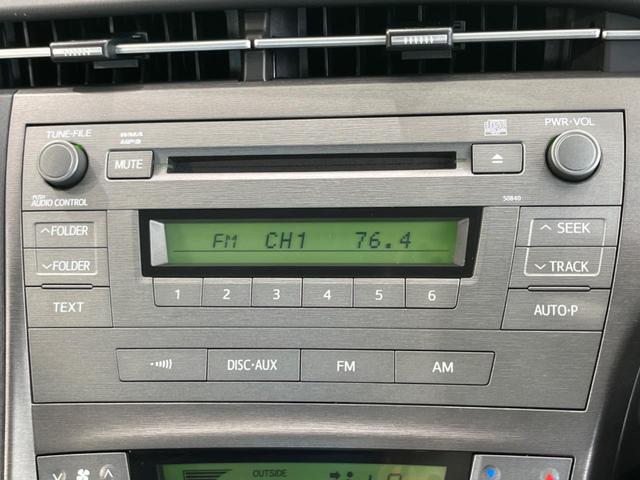 TUNE·FILE
WMA
MP3
PWR·VOL
MUTE
PUSH
AUDIO CONTROL
50840
FM CH1 76.4
FOLDER
FOLDER
SEEK
TRACK
1 2 3 4 5 6
TEXT
AUTO·P
DISC·AUX
FM
AM
OUTSIDE